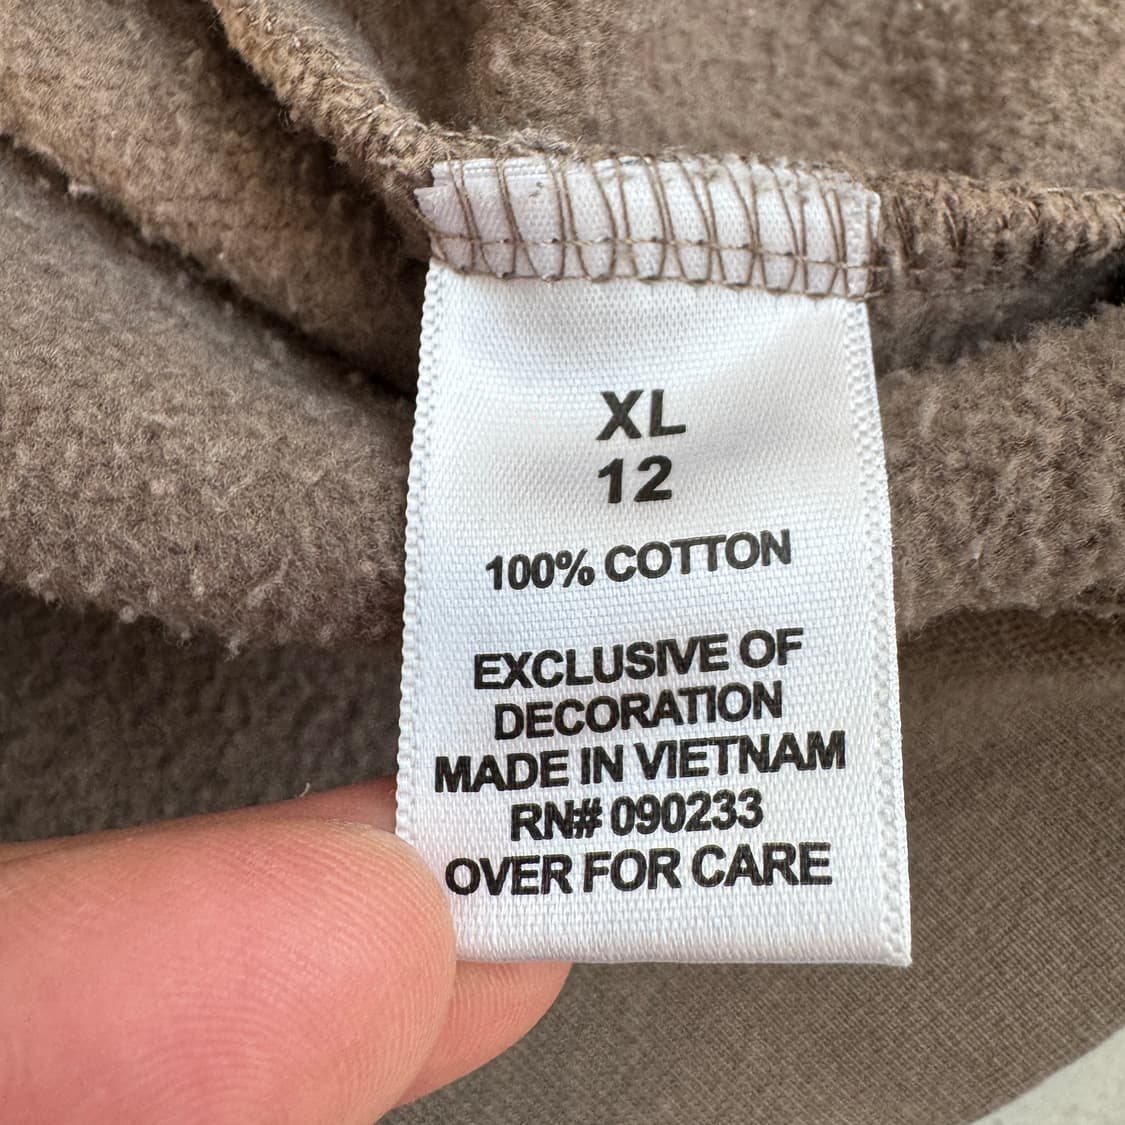 XL
12
100% COTTON
EXCLUSIVE OF
DECORATION
MADE IN VIETNAM
RN# 090233
OVER FOR CARE